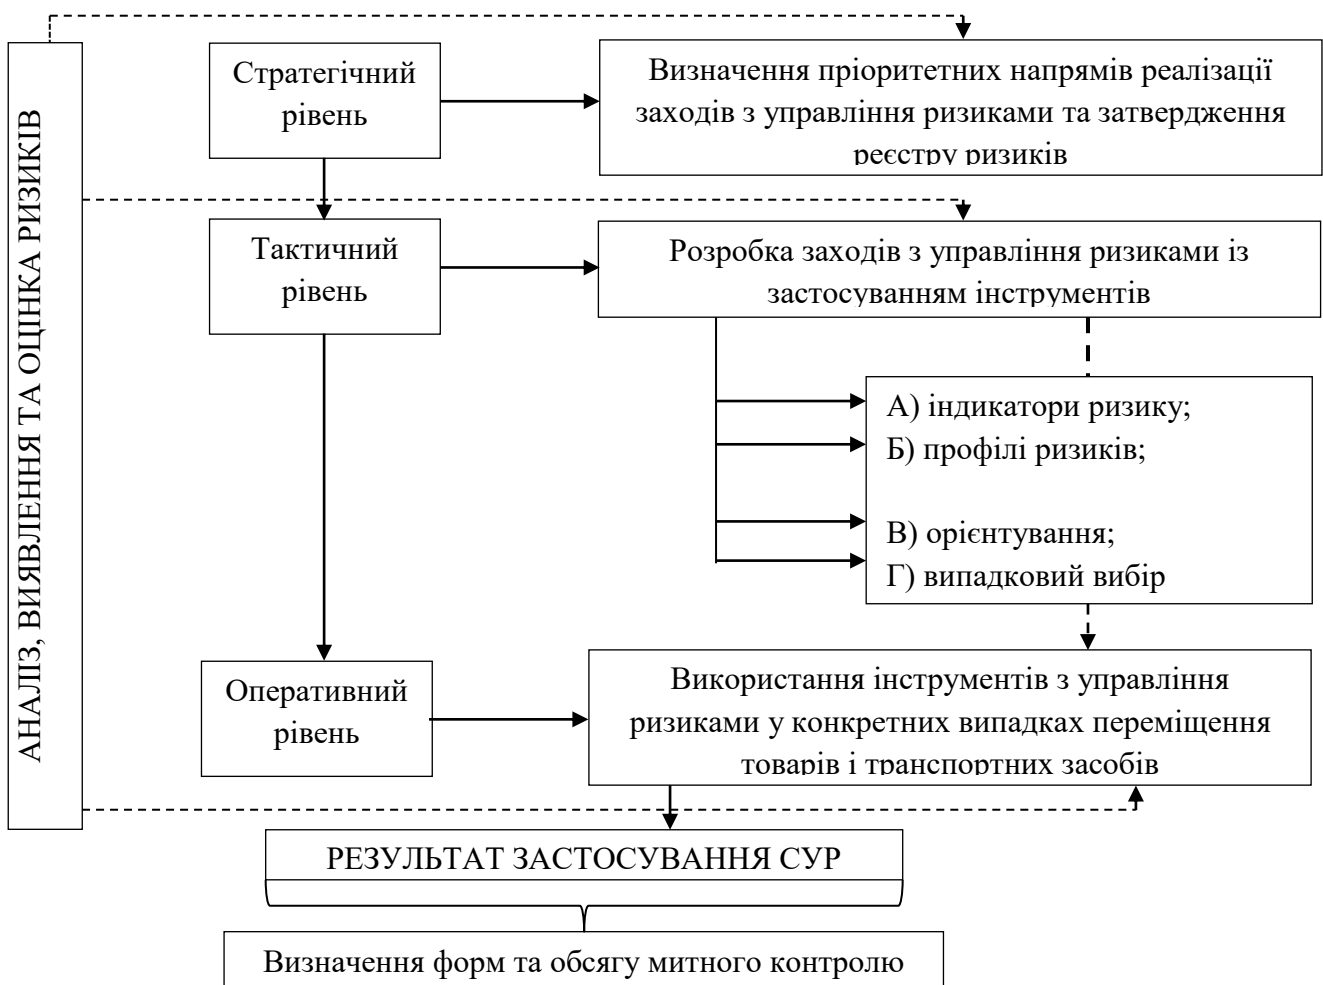 АНАЛІЗ, ВИЯВЛЕННЯ ТА ОЦІНКА РИЗИКІВ
Стратегічний
рівень
Визначення пріоритетних напрямів реалізації
заходів з управління ризиками та затвердження
реєстру ризиків
Тактичний
рівень
Розробка заходів з управління ризиками із
застосуванням інструментів
А) індикатори ризику;
Б) профілі ризиків;
В) орієнтування;
Г) випадковий вибір
Оперативний
рівень
Використання інструментів з управління
ризиками у конкретних випадках переміщення
товарів і транспортних засобів
РЕЗУЛЬТАТ ЗАСТОСУВАННЯ СУР
Визначення форм та обсягу митного контролю